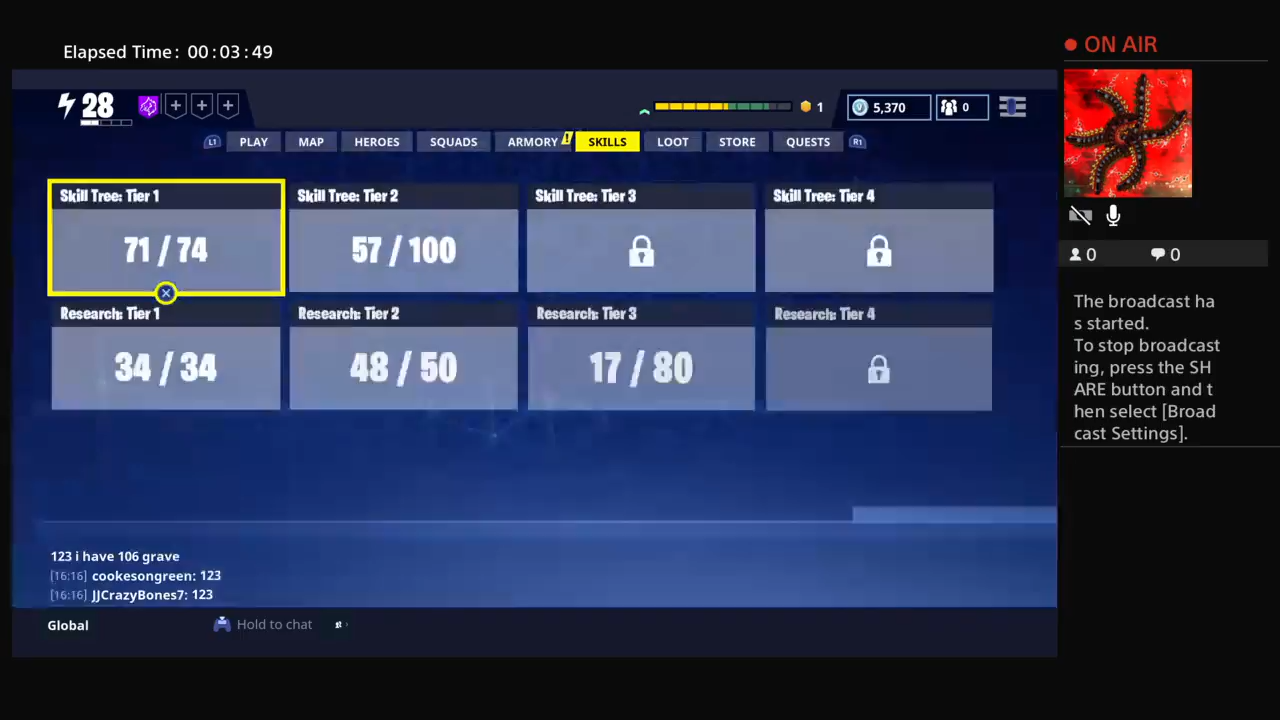 Elapsed Time: 00:03:49
ON AIR
28
1
5,370
0
L1 PLAY MAP HEROES SQUADS ARMORY! SKILLS LOOT STORE QUESTS R1
Skill Tree: Tier 1
71 / 74
Skill Tree: Tier 2
57 / 100
Skill Tree: Tier 3
Skill Tree: Tier 4
Research: Tier 1
34 / 34
Research: Tier 2
48 / 50
Research: Tier 3
17 / 80
Research: Tier 4
123 i have 106 grave
[16:16] cookesongreen: 123
[16:16] JJCrazyBones7: 123
Global
Hold to chat
0 0
The broadcast ha
s started.
To stop broadcast
ing, press the SH
ARE button and t
hen select [Broad
cast Settings].